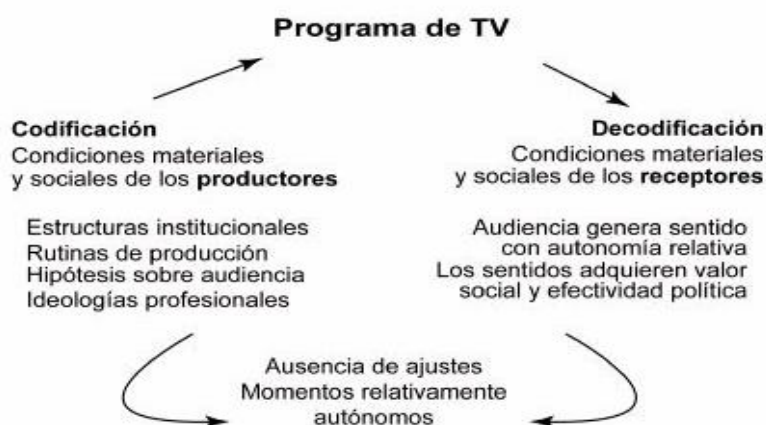 Programa de TV
Codificación
Condiciones materiales
y sociales de los productores
Estructuras institucionales
Rutinas de producción
Hipótesis sobre audiencia
Ideologías profesionales
Decodificación
Condiciones materiales
y sociales de los receptores
Audiencia genera sentido
con autonomía relativa
Los sentidos adquieren valor
social y efectividad política
Ausencia de ajustes
Momentos relativamente
autónomos